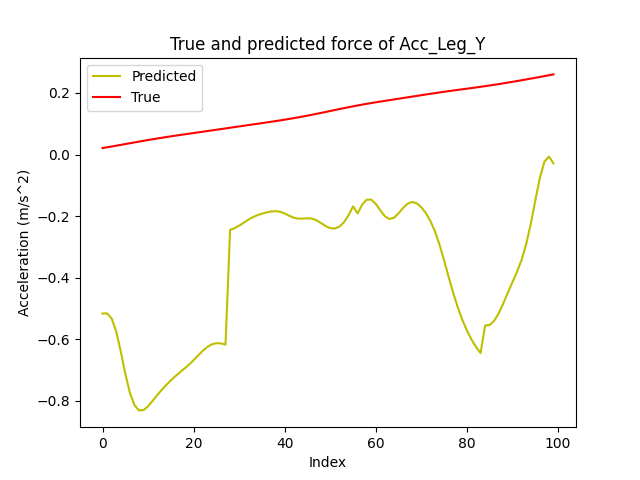 True and predicted force of Acc_Leg_Y
Predicted
True
Acceleration (m/s^2)
0.2
0.0
−0.2
−0.4
−0.6
−0.8
0 20 40 60 80 100
Index